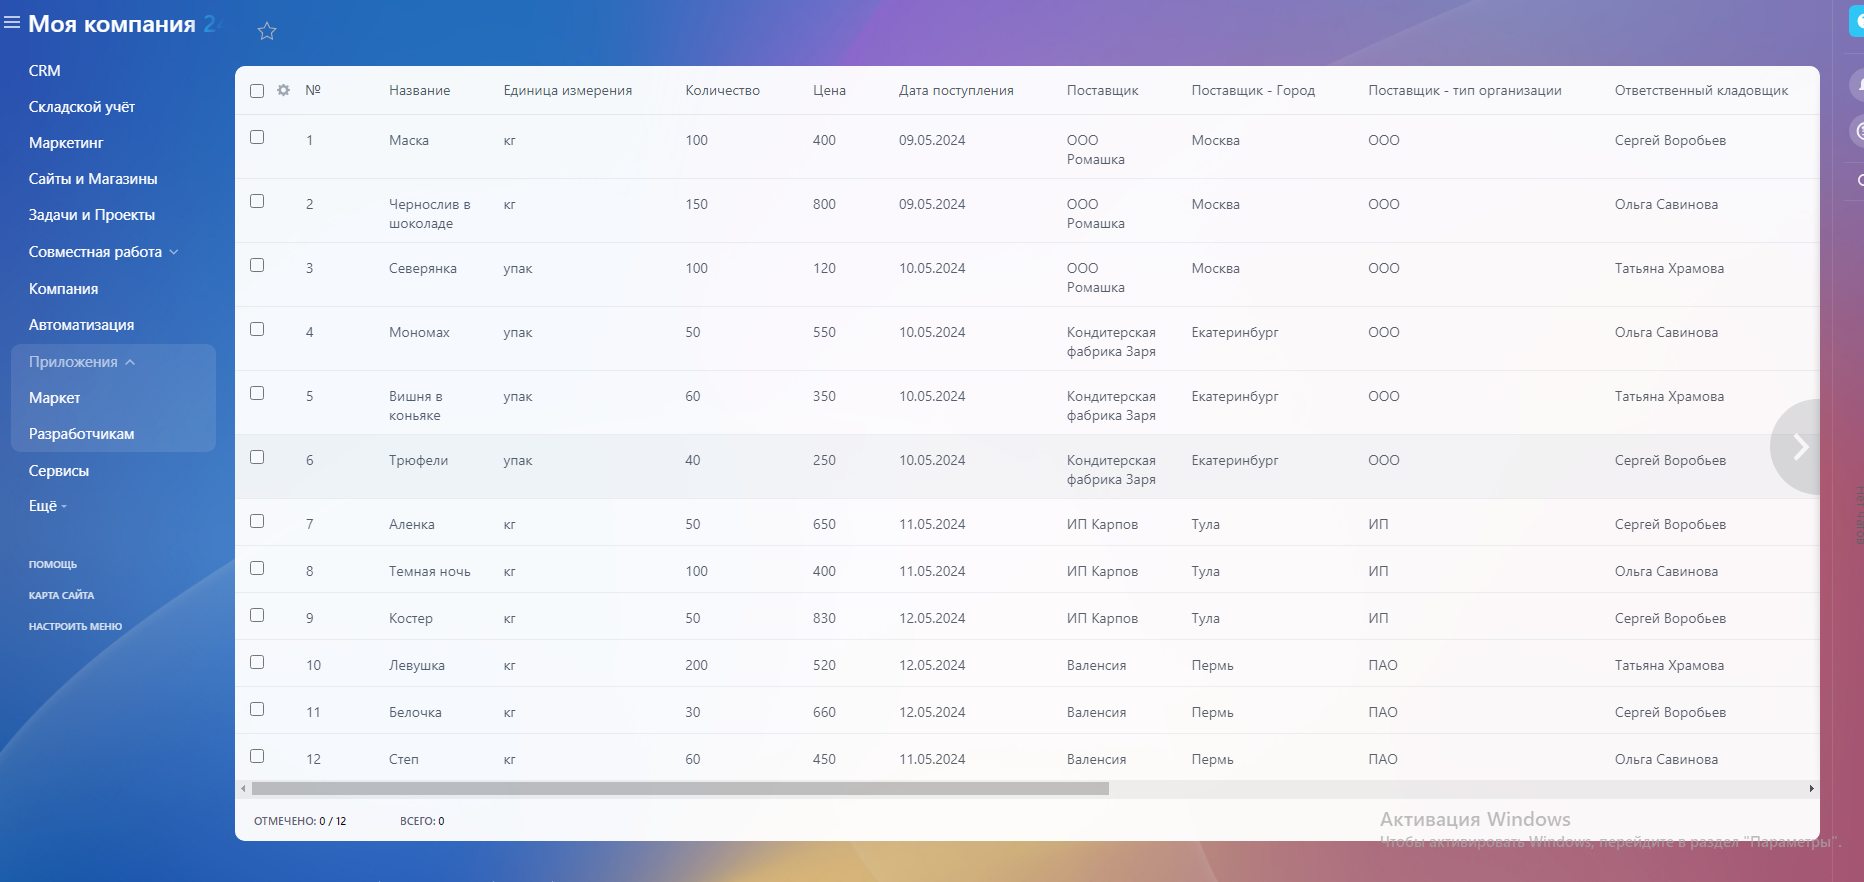 Моя компания 24
CRM
Складской учёт
Маркетинг
Сайты и Магазины
Задачи и Проекты
Совместная работа
Компания
Автоматизация
Приложения
Маркет
Разработчикам
Сервисы
Ещё
ПОМОЩЬ
КАРТА САЙТА
НАСТРОИТЬ МЕНЮ
№ Название Единица измерения Количество Цена Дата поступления Поставщик Поставщик - Город Поставщик - тип организации Ответственный кладовщик
1 Маска кг 100 400 09.05.2024 ООО Ромашка Москва ООО Сергей Воробьев
2 Чернослив в шоколаде кг 150 800 09.05.2024 ООО Ромашка Москва ООО Ольга Савинова
3 Северянка упак 100 120 10.05.2024 ООО Ромашка Москва ООО Татьяна Храмова
4 Мономах упак 50 550 10.05.2024 Кондитерская фабрика Заря Екатеринбург ООО Ольга Савинова
5 Вишня в коньяке упак 60 350 10.05.2024 Кондитерская фабрика Заря Екатеринбург ООО Татьяна Храмова
6 Трюфели упак 40 250 10.05.2024 Кондитерская фабрика Заря Екатеринбург ООО Сергей Воробьев
7 Аленка кг 50 650 11.05.2024 ИП Карпов Тула ИП Сергей Воробьев
8 Темная ночь кг 100 400 11.05.2024 ИП Карпов Тула ИП Ольга Савинова
9 Костер кг 50 830 12.05.2024 ИП Карпов Тула ИП Сергей Воробьев
10 Левушка кг 200 520 12.05.2024 Валенсия Пермь ПАО Татьяна Храмова
11 Белочка кг 30 660 12.05.2024 Валенсия Пермь ПАО Сергей Воробьев
12 Степ кг 60 450 11.05.2024 Валенсия Пермь ПАО Ольга Савинова
ОТМЕЧЕНО: 0 / 12 ВСЕГО: 0
Активация Windows
Чтобы активировать Windows, перейдите в раздел "Параметры".